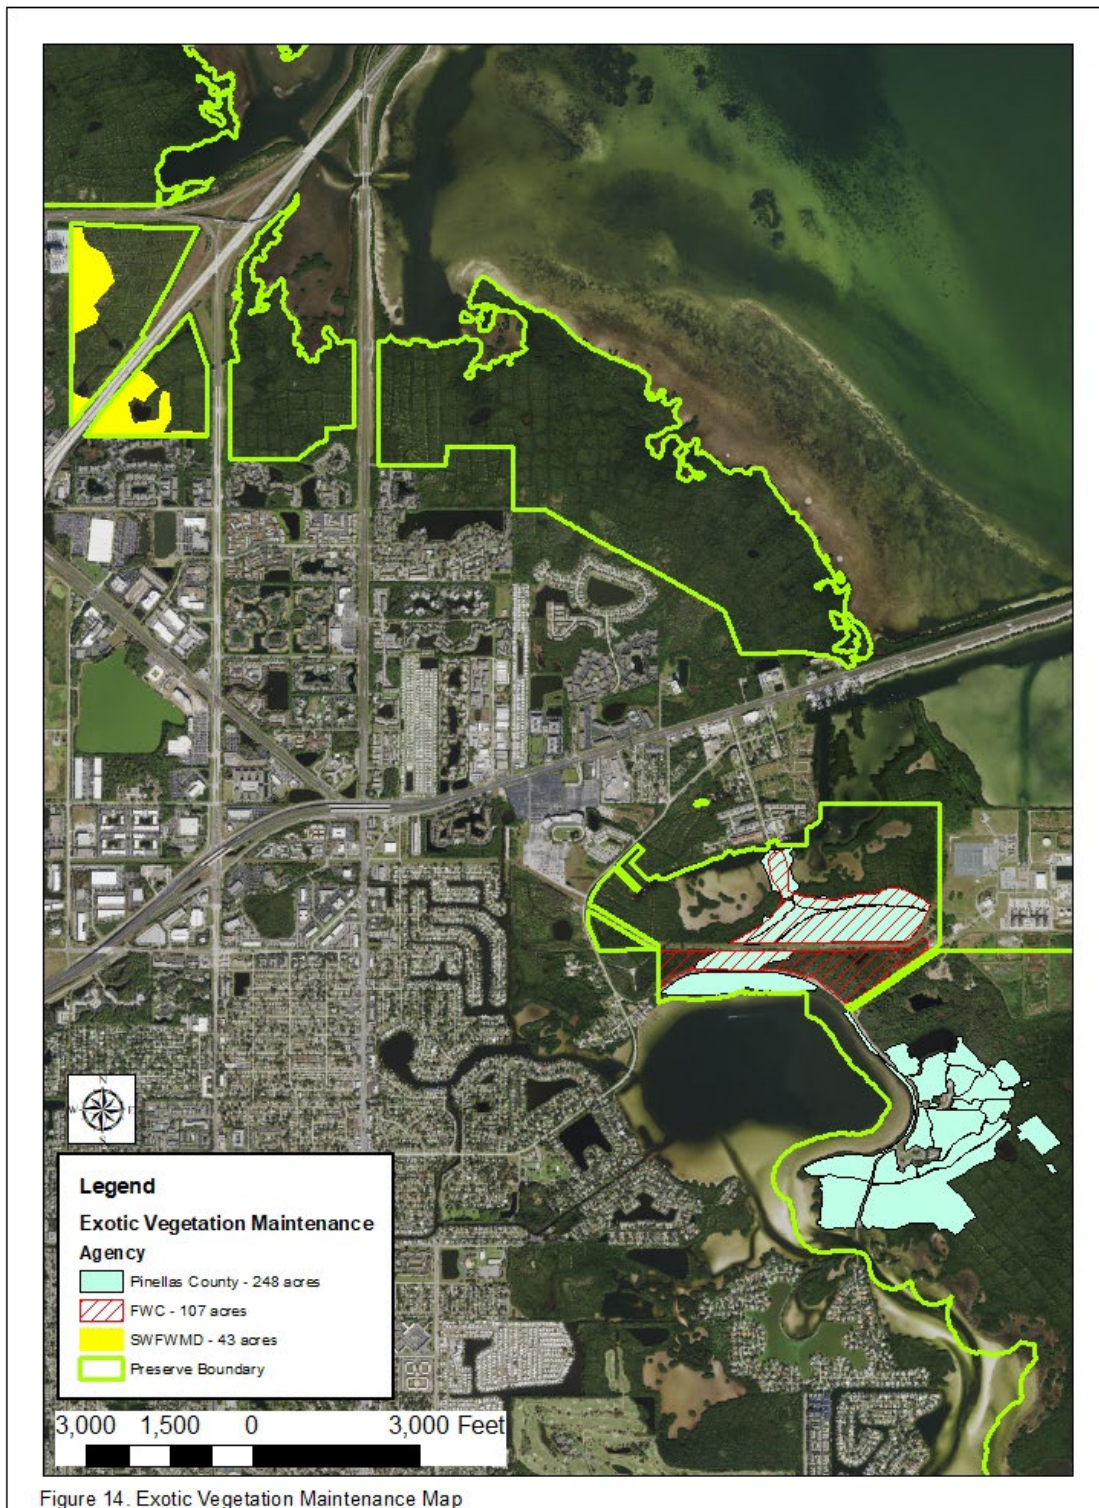 N
W E
S
Legend
Exotic Vegetation Maintenance
Agency
Pinellas County - 248 acres
FWC - 107 acres
SWFWMD - 43 acres
Preserve Boundary
3,000 1,500 0 3,000 Feet
Figure 14. Exotic Vegetation Maintenance Map